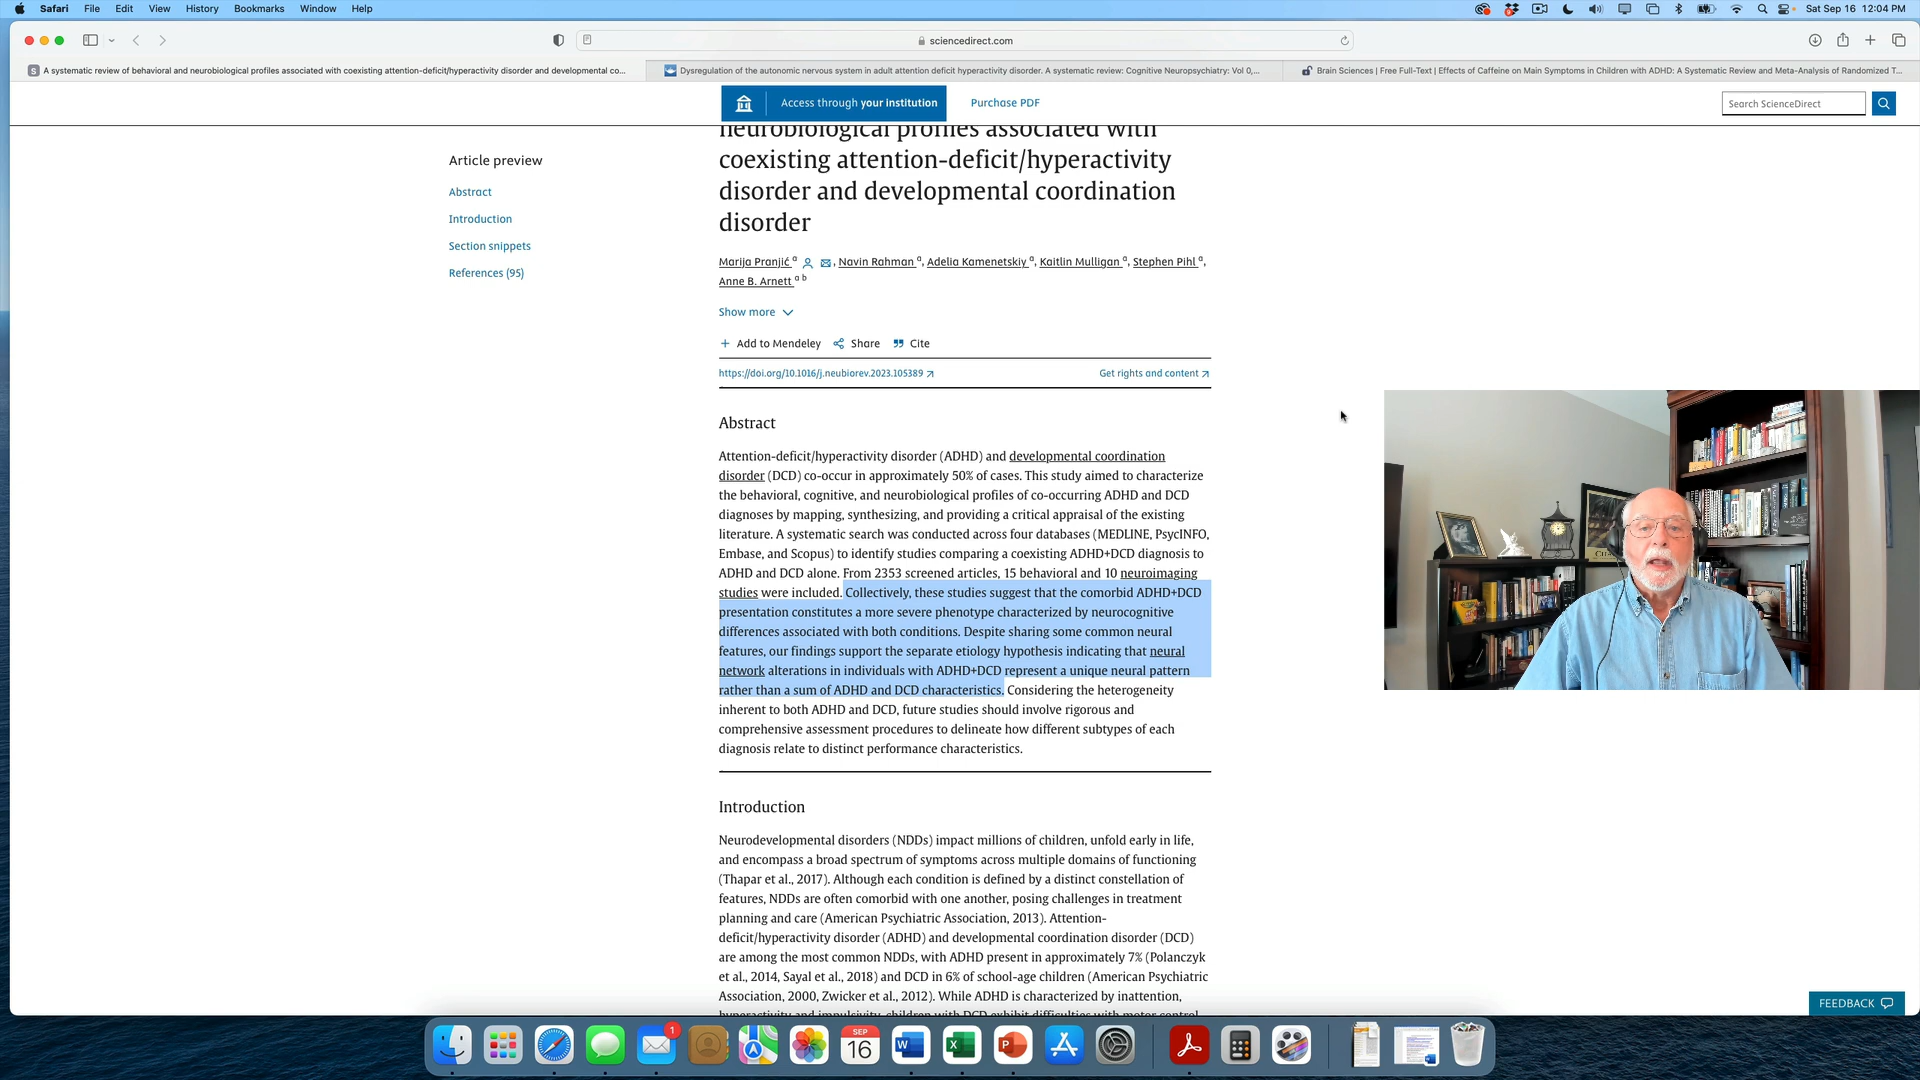 Safari File Edit View History Bookmarks Window Help Sat Sep 16 12:04 PM
sciencedirect.com
A systematic review of behavioral and neurobiological profiles associated with coexisting attention-deficit/hyperactivity disorder and developmental co...
Dysregulation of the autonomic nervous system in adult attention deficit hyperactivity disorder. A systematic review: Cognitive Neuropsychiatry: Vol 0,...
Brain Sciences | Free Full-Text | Effects of Caffeine on Main Symptoms in Children with ADHD: A Systematic Review and Meta-Analysis of Randomized T...
Access through your institution
Purchase PDF
Search ScienceDirect
Article preview
Abstract
Introduction
Section snippets
References (95)
neurobiological profiles associated with
coexisting attention-deficit/hyperactivity
disorder and developmental coordination
disorder
Marija Pranjić a, Navin Rahman a, Adelia Kamenetskiy a, Kaitlin Mulligan a, Stephen Pihl a,
Anne B. Arnett a b
Show more
Add to Mendeley Share Cite
https://doi.org/10.1016/j.neubiorev.2023.105389
Get rights and content
Abstract
Attention-deficit/hyperactivity disorder (ADHD) and developmental coordination
disorder (DCD) co-occur in approximately 50% of cases. This study aimed to characterize
the behavioral, cognitive, and neurobiological profiles of co-occurring ADHD and DCD
diagnoses by mapping, synthesizing, and providing a critical appraisal of the existing
literature. A systematic search was conducted across four databases (MEDLINE, PsycINFO,
Embase, and Scopus) to identify studies comparing a coexisting ADHD+DCD diagnosis to
ADHD and DCD alone. From 2353 screened articles, 15 behavioral and 10 neuroimaging
studies were included. Collectively, these studies suggest that the comorbid ADHD+DCD
presentation constitutes a more severe phenotype characterized by neurocognitive
differences associated with both conditions. Despite sharing some common neural
features, our findings support the separate etiology hypothesis indicating that neural
network alterations in individuals with ADHD+DCD represent a unique neural pattern
rather than a sum of ADHD and DCD characteristics. Considering the heterogeneity
inherent to both ADHD and DCD, future studies should involve rigorous and
comprehensive assessment procedures to delineate how different subtypes of each
diagnosis relate to distinct performance characteristics.
Introduction
Neurodevelopmental disorders (NDDs) impact millions of children, unfold early in life,
and encompass a broad spectrum of symptoms across multiple domains of functioning
(Thapar et al., 2017). Although each condition is defined by a distinct constellation of
features, NDDs are often comorbid with one another, posing challenges in treatment
planning and care (American Psychiatric Association, 2013). Attention-
deficit/hyperactivity disorder (ADHD) and developmental coordination disorder (DCD)
are among the most common NDDs, with ADHD present in approximately 7% (Polanczyk
et al., 2014, Sayal et al., 2018) and DCD in 6% of school-age children (American Psychiatric
Association, 2000, Zwicker et al., 2012). While ADHD is characterized by inattention,
hyperactivity and impulsivity, children with DCD exhibit difficulties with motor control
FEEDBACK
1
SEP
16